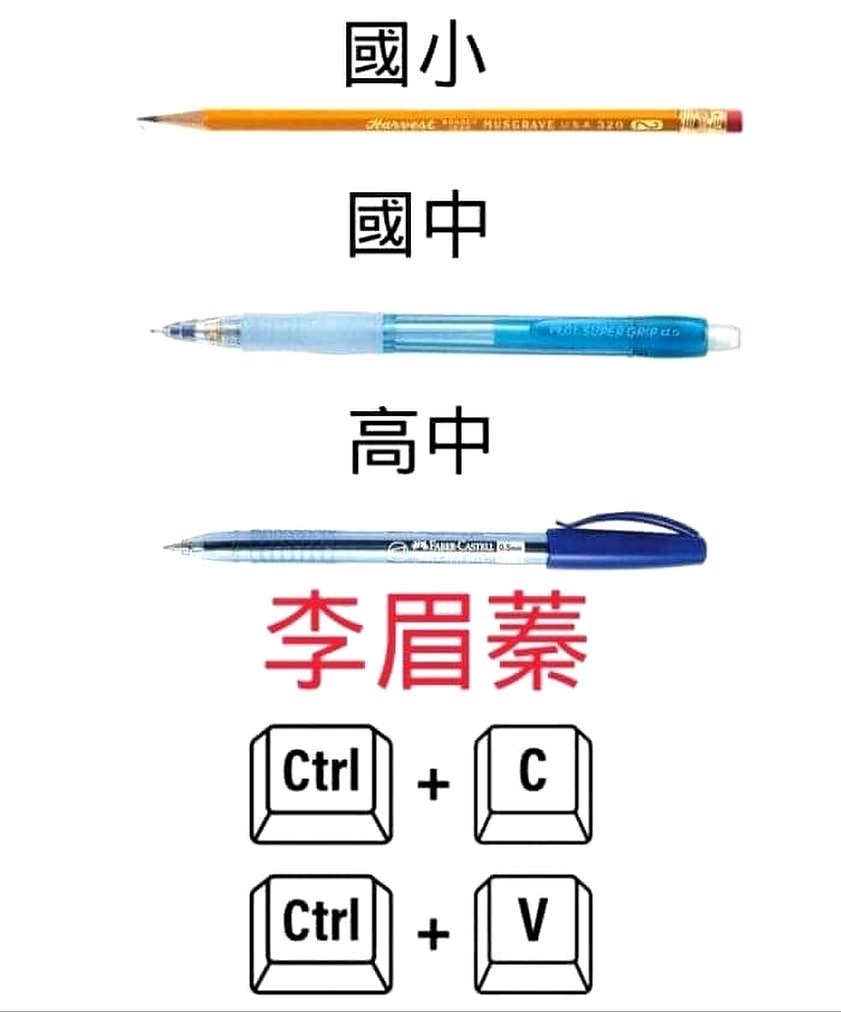 國小
Harvest MUSGRAVE U.S.A 320 2
國中
PILOT SUPER GRIP
高中
FABER-CASTELL 0.5mm
李眉蓁
Ctrl + C
Ctrl + V